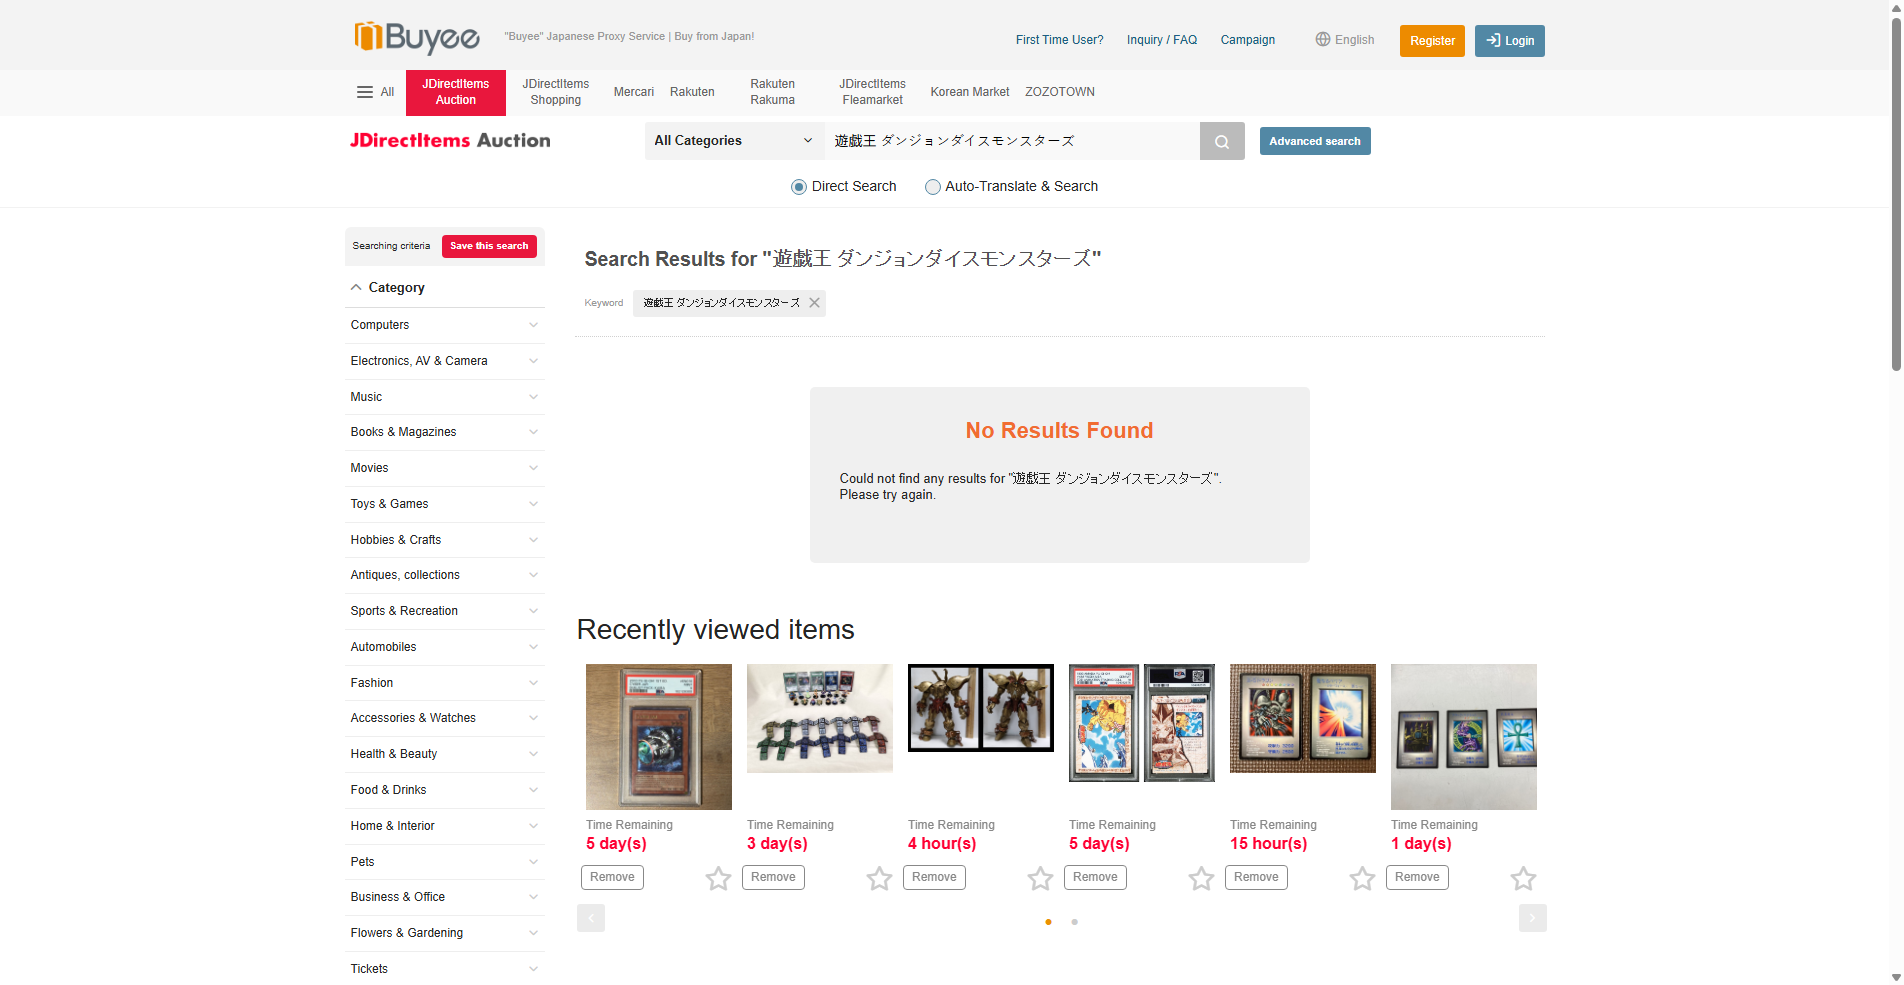 Buyee
"Buyee" Japanese Proxy Service | Buy from Japan!
First Time User?
Inquiry / FAQ
Campaign
English
Register
Login
All
JDirectItems
Auction
JDirectItems
Shopping
Mercari
Rakuten
Rakuten
Rakuma
JDirectItems
Fleamarket
Korean Market
ZOZOTOWN
JDirectItems Auction
All Categories
遊戯王 ダンジョンダイスモンスターズ
Advanced search
Direct Search
Auto-Translate & Search
Searching criteria
Save this search
Category
Computers
Electronics, AV & Camera
Music
Books & Magazines
Movies
Toys & Games
Hobbies & Crafts
Antiques, collections
Sports & Recreation
Automobiles
Fashion
Accessories & Watches
Health & Beauty
Food & Drinks
Home & Interior
Pets
Business & Office
Flowers & Gardening
Tickets
Search Results for "遊戯王 ダンジョンダイスモンスターズ"
Keyword
遊戯王 ダンジョンダイスモンスターズ
No Results Found
Could not find any results for "遊戯王 ダンジョンダイスモンスターズ".
Please try again.
Recently viewed items
Time Remaining
5 day(s)
Remove
Time Remaining
3 day(s)
Remove
Time Remaining
4 hour(s)
Remove
Time Remaining
5 day(s)
Remove
Time Remaining
15 hour(s)
Remove
Time Remaining
1 day(s)
Remove